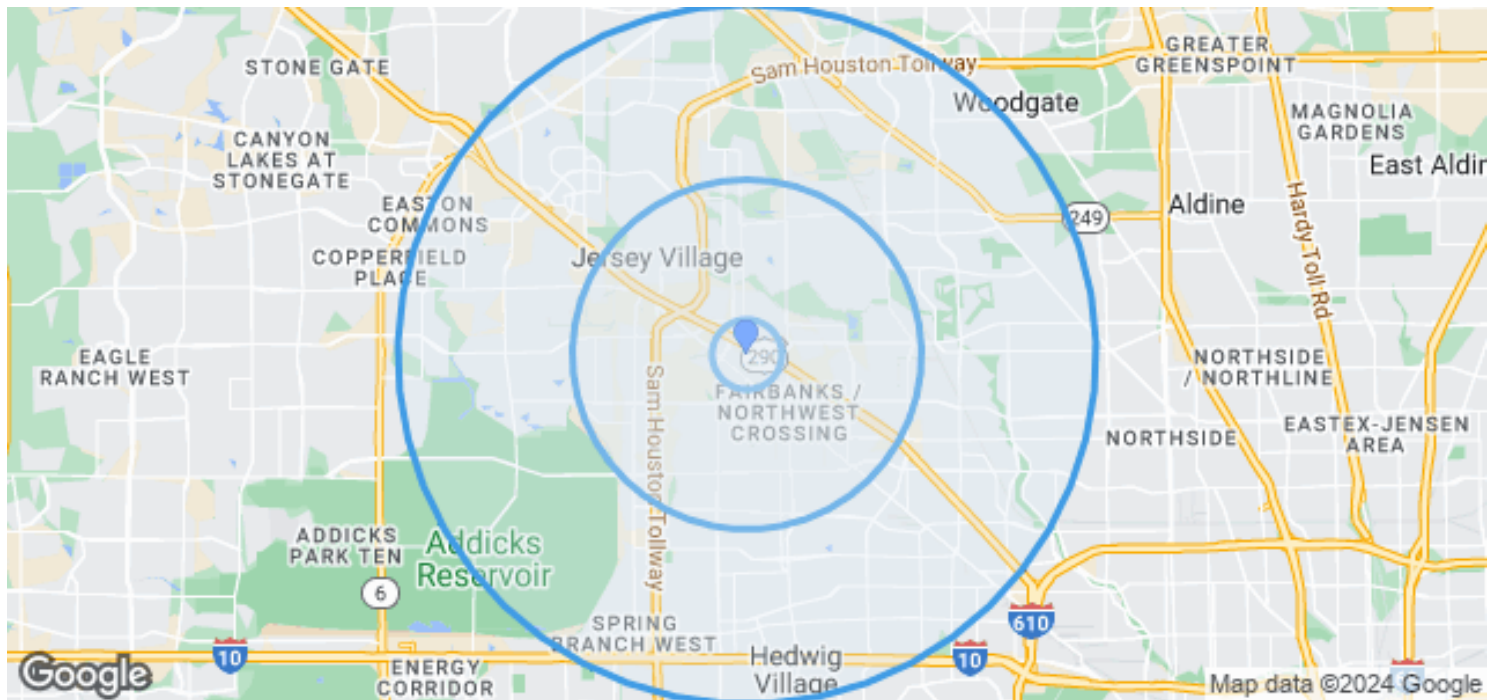 STONE GATE
Sam Houston Tollway
GREATER
GREENSPOINT
Woodgate
MAGNOLIA
GARDENS
CANYON
LAKES AT
STONEGATE
East Aldin
EASTON
COMMONS
249
Aldine
Hardy Toll Rd
COPPERFIELD
PLACE
Jersey Village
290
EAGLE
RANCH WEST
NORTHSIDE
/ NORTHLINE
FAIRBANKS /
NORTHWEST
CROSSING
Sam Houston Tollway
NORTHSIDE
EASTEX-JENSEN
AREA
ADDICKS
PARK TEN
Addicks
Reservoir
6
SPRING
BRANCH WEST
610
10
Hedwig
Village
10
ENERGY
CORRIDOR
Google
Map data ©2024 Google